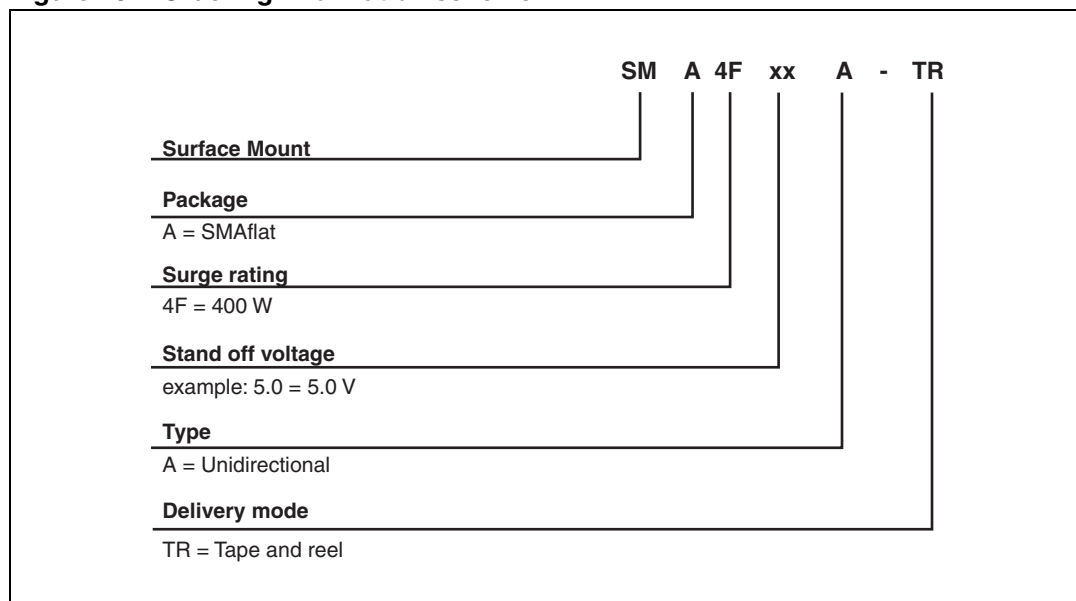 SM A 4F xx A - TR
Surface Mount
Package
A = SMAflat
Surge rating
4F = 400 W
Stand off voltage
example: 5.0 = 5.0 V
Type
A = Unidirectional
Delivery mode
TR = Tape and reel